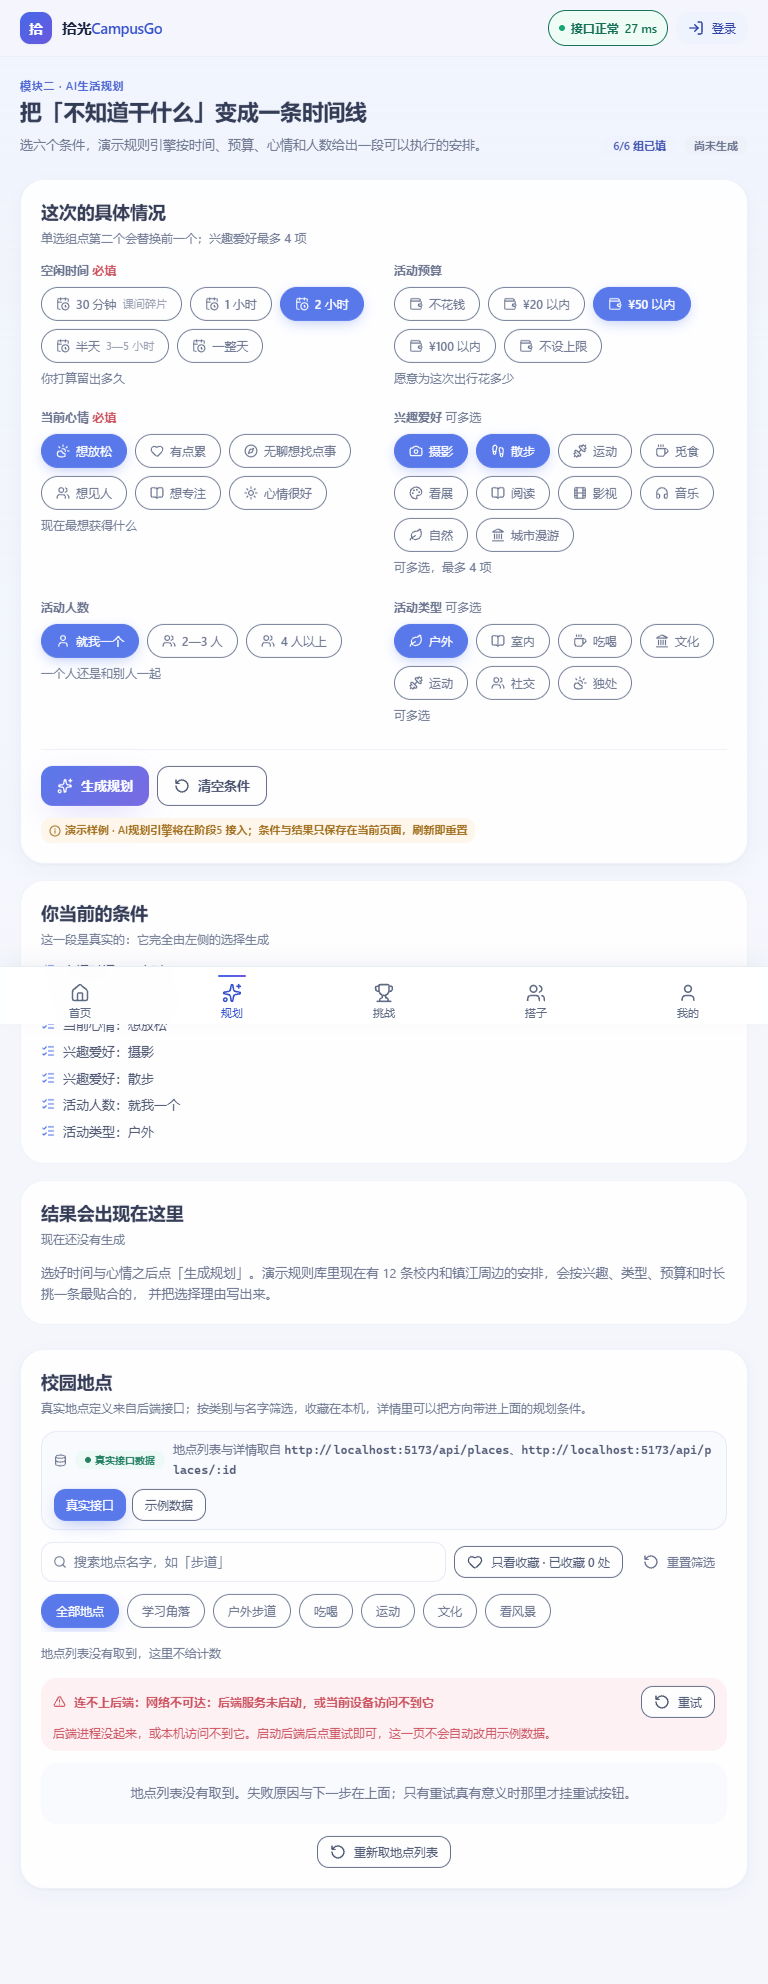 拾 拾光CampusGo 接口正常 27 ms 登录
模块二 · AI生活规划
把「不知道干什么」变成一条时间线
选六个条件，演示规则引擎按时间、预算、心情和人数给出一段可以执行的安排。 6/6 组已填 尚未生成
这次的具体情况
单选组点第二个会替换前一个；兴趣爱好最多 4 项
空闲时间 必填
30 分钟 课间碎片 1 小时 2 小时
半天 3—5 小时 一整天
你打算留出多久
活动预算
不花钱 ¥20 以内 ¥50 以内
¥100 以内 不设上限
愿意为这次出行花多少
当前心情 必填
想放松 有点累 无聊想找点事
想见人 想专注 心情很好
现在最想获得什么
兴趣爱好 可多选
摄影 散步 运动 觅食
看展 阅读 影视 音乐
自然 城市漫游
可多选，最多 4 项
活动人数
就我一个 2—3 人 4 人以上
一个人还是和别人一起
活动类型 可多选
户外 室内 吃喝 文化
运动 社交 独处
可多选
生成规划 清空条件
演示样例 · AI规划引擎将在阶段5 接入；条件与结果只保存在当前页面，刷新即重置
你当前的条件
这一段是真实的：它完全由左侧的选择生成
首页 规划 挑战 搭子 我的
当前心情：想放松
兴趣爱好：摄影
兴趣爱好：散步
活动人数：就我一个
活动类型：户外
结果会出现在这里
现在还没有生成
选好时间与心情之后点「生成规划」。演示规则库里现在有 12 条校内和镇江周边的安排，会按兴趣、类型、预算和时长
挑一条最贴合的， 并把选择理由写出来。
校园地点
真实地点定义来自后端接口；按类别与名字筛选，收藏在本机，详情里可以把方向带进上面的规划条件。
真实接口数据 地点列表与详情取自 http://localhost:5173/api/places、http://localhost:5173/api/p
laces/:id
真实接口 示例数据
搜索地点名字，如「步道」 只看收藏 · 已收藏 0 处 重置筛选
全部地点 学习角落 户外步道 吃喝 运动 文化 看风景
地点列表没有取到，这里不给计数
连不上后端：网络不可达：后端服务未启动，或当前设备访问不到它 重试
后端进程没起来，或本机访问不到它。启动后端后点重试即可，这一页不会自动改用示例数据。
地点列表没有取到。失败原因与下一步在上面；只有重试真有意义时那里才挂重试按钮。
重新取地点列表